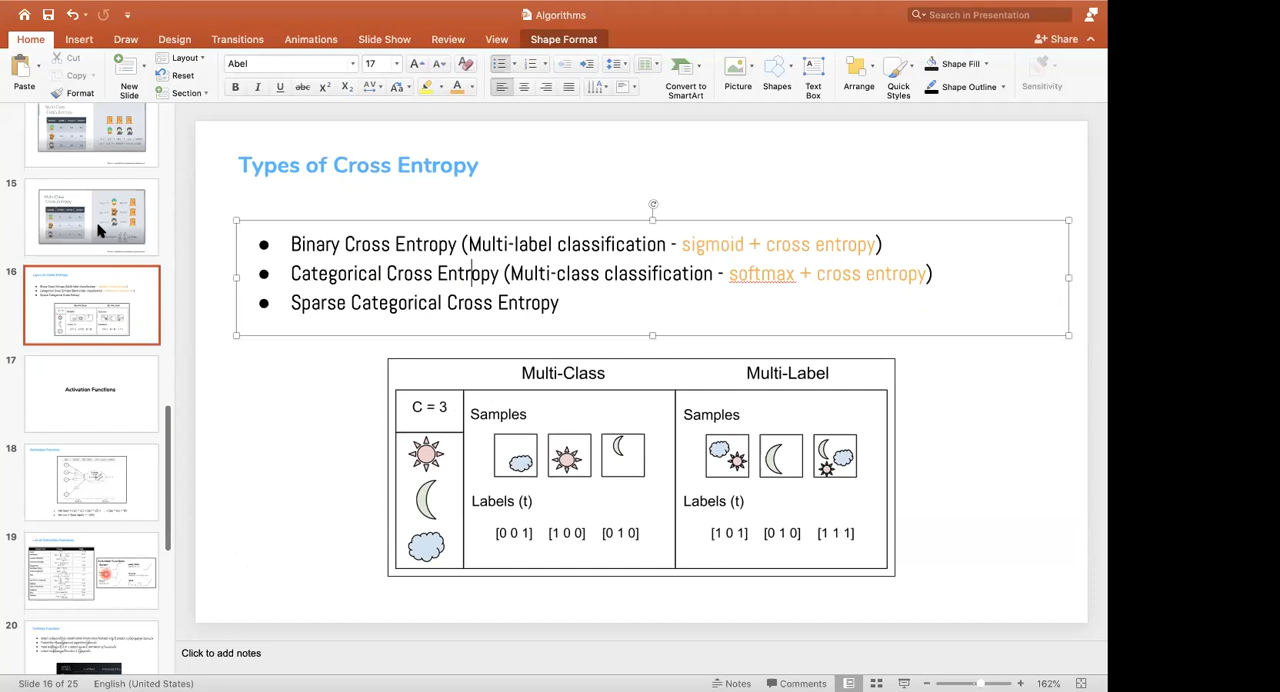 Algorithms
Search in Presentation
Home Insert Draw Design Transitions Animations Slide Show Review View Shape Format Share
Paste
Cut
Copy
Format
New Slide
Layout
Reset
Section
Abel 17
B I U abc X² X₂ AV Aa A
Convert to SmartArt
Picture
Shapes
Text Box
Arrange
Quick Styles
Shape Fill
Shape Outline
Sensitivity
15
16
17
Activation Functions
18
19
20
Types of Cross Entropy
● Binary Cross Entropy (Multi-label classification - sigmoid + cross entropy)
● Categorical Cross Entropy (Multi-class classification - softmax + cross entropy)
● Sparse Categorical Cross Entropy
Multi-Class Multi-Label
C = 3
Samples Samples
Labels (t) Labels (t)
[0 0 1] [1 0 0] [0 1 0] [1 0 1] [0 1 0] [1 1 1]
Click to add notes
Slide 16 of 25 English (United States) Notes Comments 162%